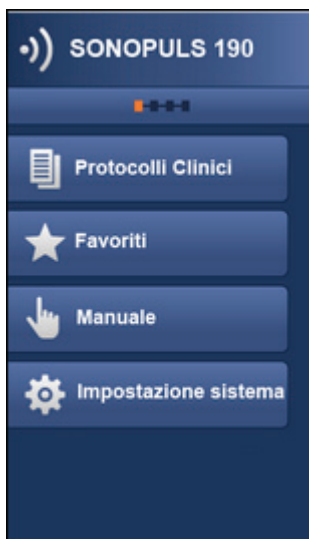 SONOPULS 190
Protocolli Clinici
Favoriti
Manuale
Impostazione sistema